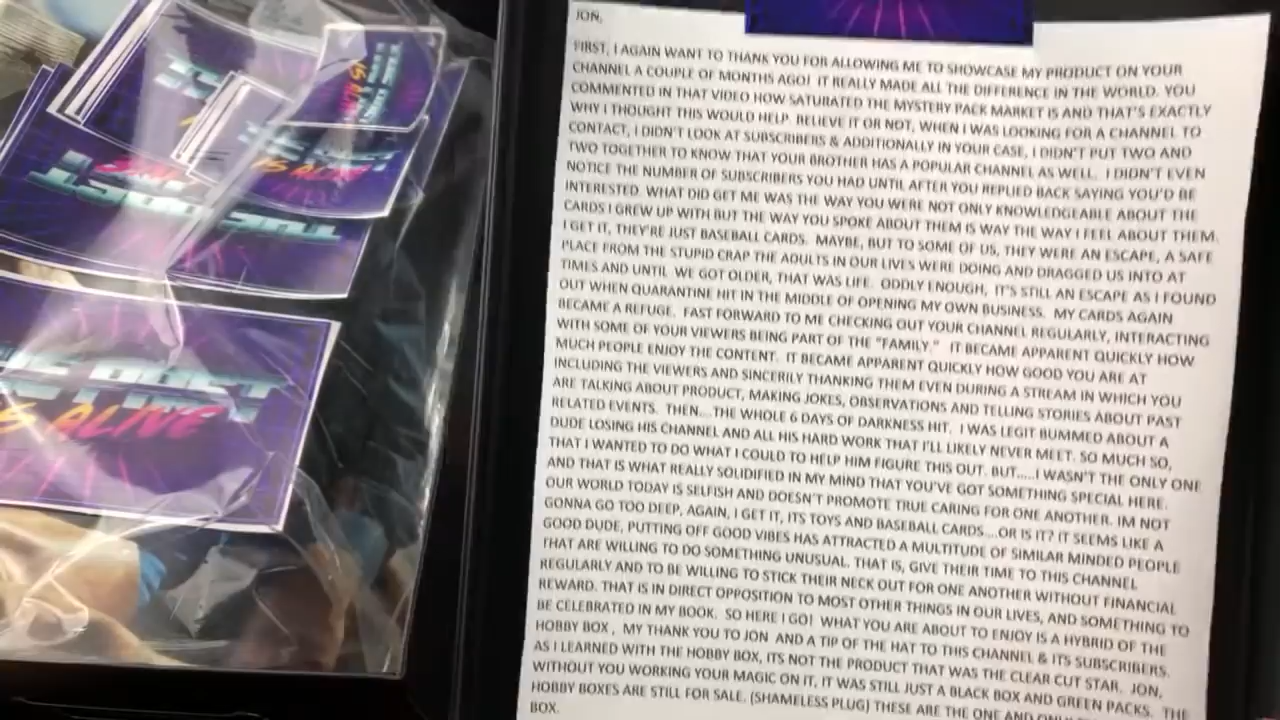 JON,
FIRST, I AGAIN WANT TO THANK YOU FOR ALLOWING ME TO SHOWCASE MY PRODUCT ON YOUR
CHANNEL A COUPLE OF MONTHS AGO! IT REALLY MADE ALL THE DIFFERENCE IN THE WORLD. YOU
COMMENTED IN THAT VIDEO HOW SATURATED THE MYSTERY PACK MARKET IS AND THAT'S EXACTLY
WHY I THOUGHT THIS WOULD HELP. BELIEVE IT OR NOT, WHEN I WAS LOOKING FOR A CHANNEL TO
CONTACT, I DIDN'T LOOK AT SUBSCRIBERS & ADDITIONALLY IN YOUR CASE, I DIDN'T PUT TWO AND
TWO TOGETHER TO KNOW THAT YOUR BROTHER HAS A POPULAR CHANNEL AS WELL. I DIDN'T EVEN
NOTICE THE NUMBER OF SUBSCRIBERS YOU HAD UNTIL AFTER YOU REPLIED BACK SAYING YOU'D BE
INTERESTED. WHAT DID GET ME WAS THE WAY YOU WERE NOT ONLY KNOWLEDGEABLE ABOUT THE
CARDS I GREW UP WITH BUT THE WAY YOU SPOKE ABOUT THEM IS WAY THE WAY I FEEL ABOUT THEM.
I GET IT, THEY'RE JUST BASEBALL CARDS. MAYBE, BUT TO SOME OF US, THEY WERE AN ESCAPE, A SAFE
PLACE FROM THE STUPID CRAP THE ADULTS IN OUR LIVES WERE DOING AND DRAGGED US INTO AT
TIMES AND UNTIL WE GOT OLDER, THAT WAS LIFE. ODDLY ENOUGH, IT'S STILL AN ESCAPE AS I FOUND
OUT WHEN QUARANTINE HIT IN THE MIDDLE OF OPENING MY OWN BUSINESS. MY CARDS AGAIN
BECAME A REFUGE. FAST FORWARD TO ME CHECKING OUT YOUR CHANNEL REGULARLY, INTERACTING
WITH SOME OF YOUR VIEWERS BEING PART OF THE "FAMILY." IT BECAME APPARENT QUICKLY HOW
MUCH PEOPLE ENJOY THE CONTENT. IT BECAME APPARENT QUICKLY HOW GOOD YOU ARE AT
INCLUDING THE VIEWERS AND SINCERILY THANKING THEM EVEN DURING A STREAM IN WHICH YOU
ARE TALKING ABOUT PRODUCT, MAKING JOKES, OBSERVATIONS AND TELLING STORIES ABOUT PAST
RELATED EVENTS. THEN....THE WHOLE 6 DAYS OF DARKNESS HIT. I WAS LEGIT BUMMED ABOUT A
DUDE LOSING HIS CHANNEL AND ALL HIS HARD WORK THAT I'LL LIKELY NEVER MEET. SO MUCH SO,
THAT I WANTED TO DO WHAT I COULD TO HELP HIM FIGURE THIS OUT. BUT.....I WASN'T THE ONLY ONE
AND THAT IS WHAT REALLY SOLIDIFIED IN MY MIND THAT YOU'VE GOT SOMETHING SPECIAL HERE.
OUR WORLD TODAY IS SELFISH AND DOESN'T PROMOTE TRUE CARING FOR ONE ANOTHER. IM NOT
GONNA GO TOO DEEP, AGAIN, I GET IT, ITS TOYS AND BASEBALL CARDS....OR IS IT? IT SEEMS LIKE A
GOOD DUDE, PUTTING OFF GOOD VIBES HAS ATTRACTED A MULTITUDE OF SIMILAR MINDED PEOPLE
THAT ARE WILLING TO DO SOMETHING UNUSUAL. THAT IS, GIVE THEIR TIME TO THIS CHANNEL
REGULARLY AND TO BE WILLING TO STICK THEIR NECK OUT FOR ONE ANOTHER WITHOUT FINANCIAL
REWARD. THAT IS IN DIRECT OPPOSITION TO MOST OTHER THINGS IN OUR LIVES, AND SOMETHING TO
BE CELEBRATED IN MY BOOK. SO HERE I GO! WHAT YOU ARE ABOUT TO ENJOY IS A HYBRID OF THE
HOBBY BOX , MY THANK YOU TO JON AND A TIP OF THE HAT TO THIS CHANNEL & ITS SUBSCRIBERS.
AS I LEARNED WITH THE HOBBY BOX, ITS NOT THE PRODUCT THAT WAS THE CLEAR CUT STAR. JON,
WITHOUT YOU WORKING YOUR MAGIC ON IT, IT WAS STILL JUST A BLACK BOX AND GREEN PACKS. THE
HOBBY BOXES ARE STILL FOR SALE. (SHAMELESS PLUG) THESE ARE THE ONE AND
BOX.
IS ALIVE
IS ALIVE